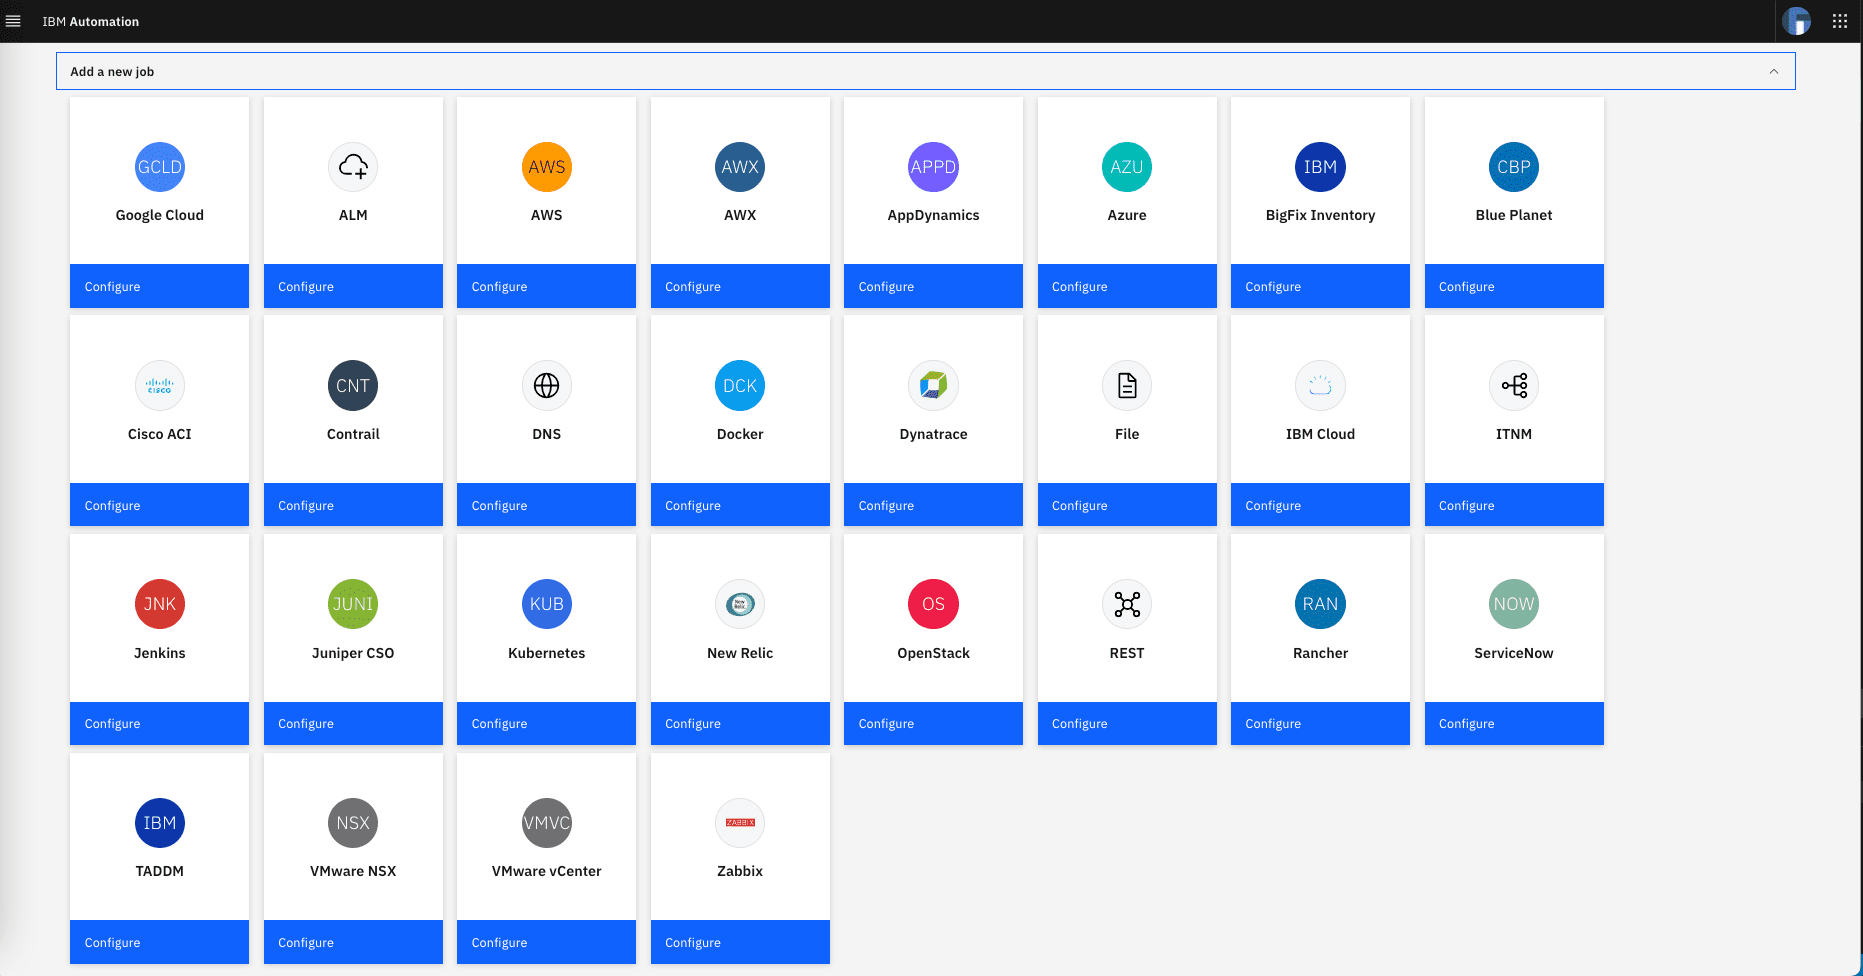 IBM Automation
Add a new job
GCLD
AWS
AWX
APPD
AZU
IBM
CBP
Google Cloud
ALM
AWS
AWX
AppDynamics
Azure
BigFix Inventory
Blue Planet
Configure
Configure
Configure
Configure
Configure
Configure
Configure
Configure
CISCO
CNT
DCK
Cisco ACI
Contrail
DNS
Docker
Dynatrace
File
IBM Cloud
ITNM
Configure
Configure
Configure
Configure
Configure
Configure
Configure
Configure
JNK
JUNI
KUB
New Relic
OS
RAN
NOW
Jenkins
Juniper CSO
Kubernetes
New Relic
OpenStack
REST
Rancher
ServiceNow
Configure
Configure
Configure
Configure
Configure
Configure
Configure
Configure
IBM
NSX
VMVC
ZABBIX
TADDM
VMware NSX
VMware vCenter
Zabbix
Configure
Configure
Configure
Configure